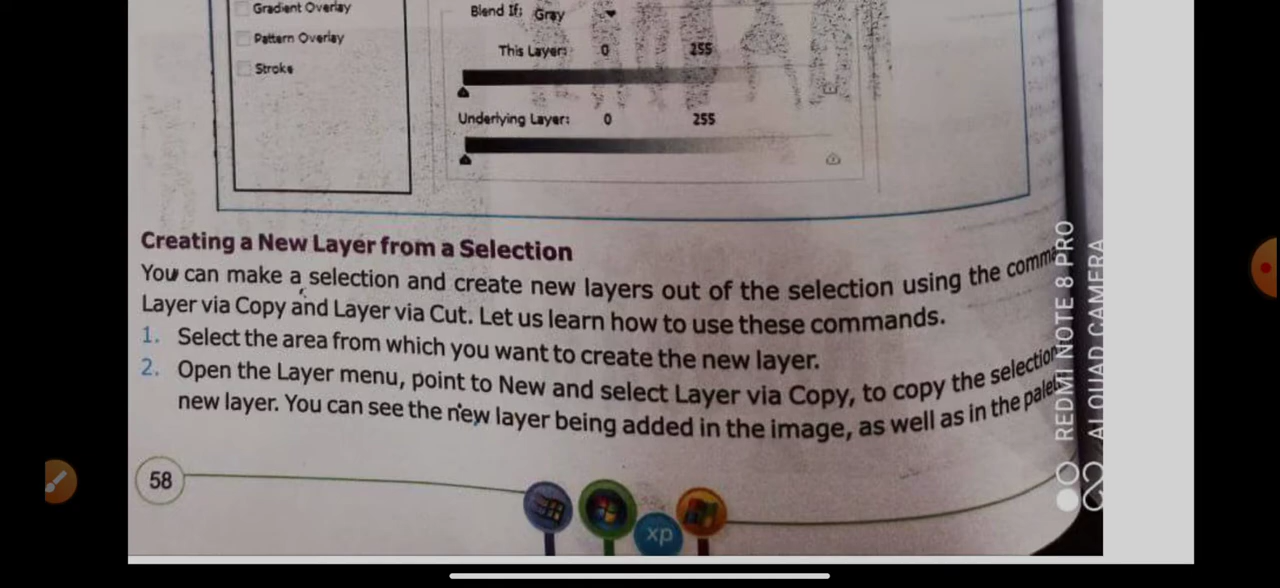 Gradient Overlay
Pattern Overlay
Stroke
Blend If: Gray
This Layer: 0 255
Underlying Layer: 0 255
Creating a New Layer from a Selection
You can make a selection and create new layers out of the selection using the comma
Layer via Copy and Layer via Cut. Let us learn how to use these commands.
1. Select the area from which you want to create the new layer.
2. Open the Layer menu, point to New and select Layer via Copy, to copy the selection
new layer. You can see the new layer being added in the image, as well as in the pale
58
xp
REDMI NOTE 8 PRO
AI QUAD CAMERA